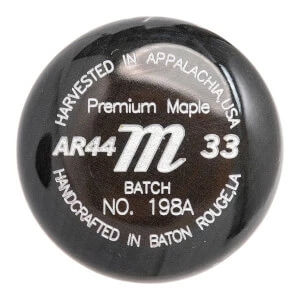 HARVESTED IN APPALACHIA, USA
Premium Maple
AR44 m 33
BATCH
NO. 198A
HANDCRAFTED IN BATON ROUGE, LA